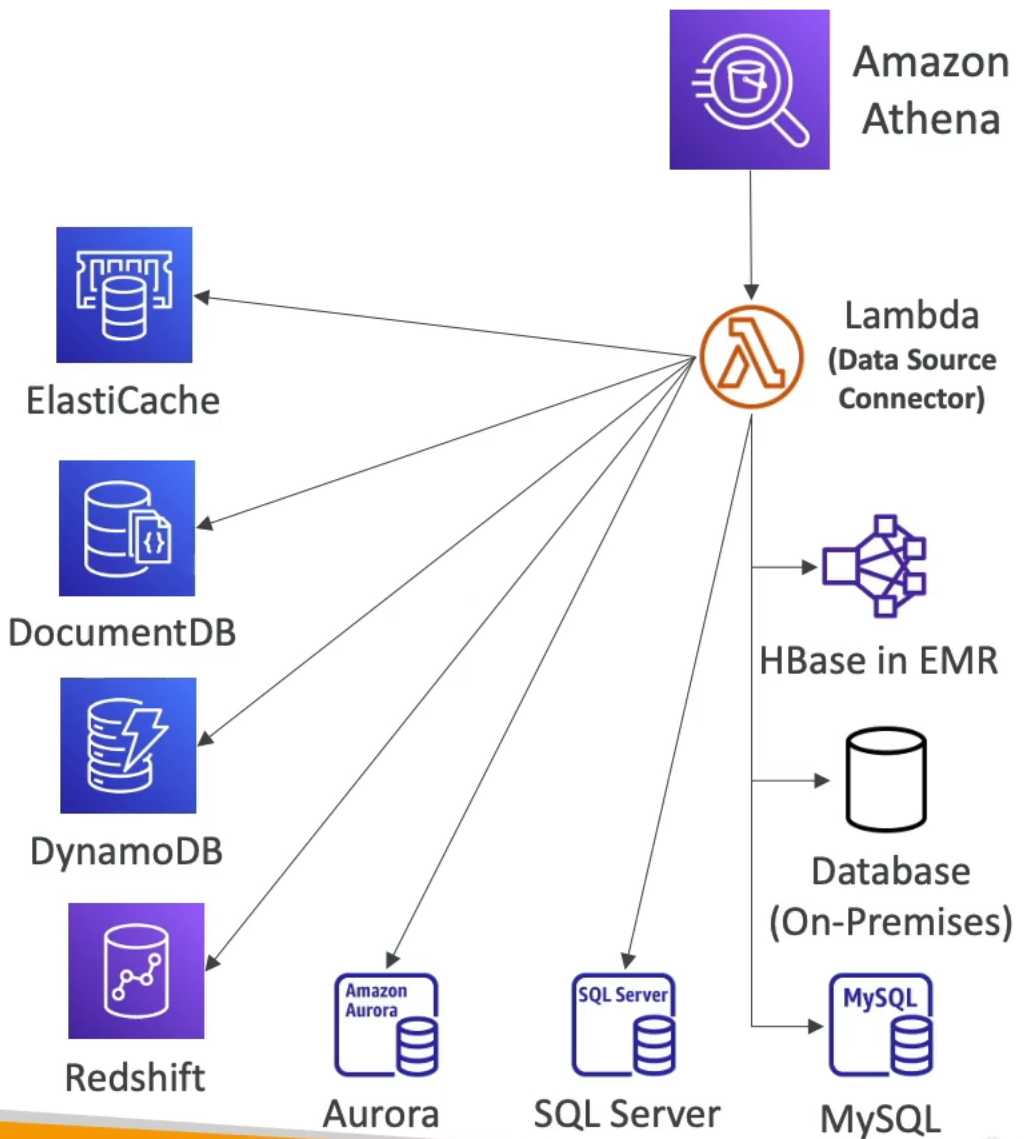 Amazon
Athena
Lambda
(Data Source
Connector)
ElastiCache
DocumentDB
{}
HBase in EMR
DynamoDB
Database
(On-Premises)
Redshift
Amazon
Aurora
Aurora
SQL Server
SQL Server
MySQL
MySQL